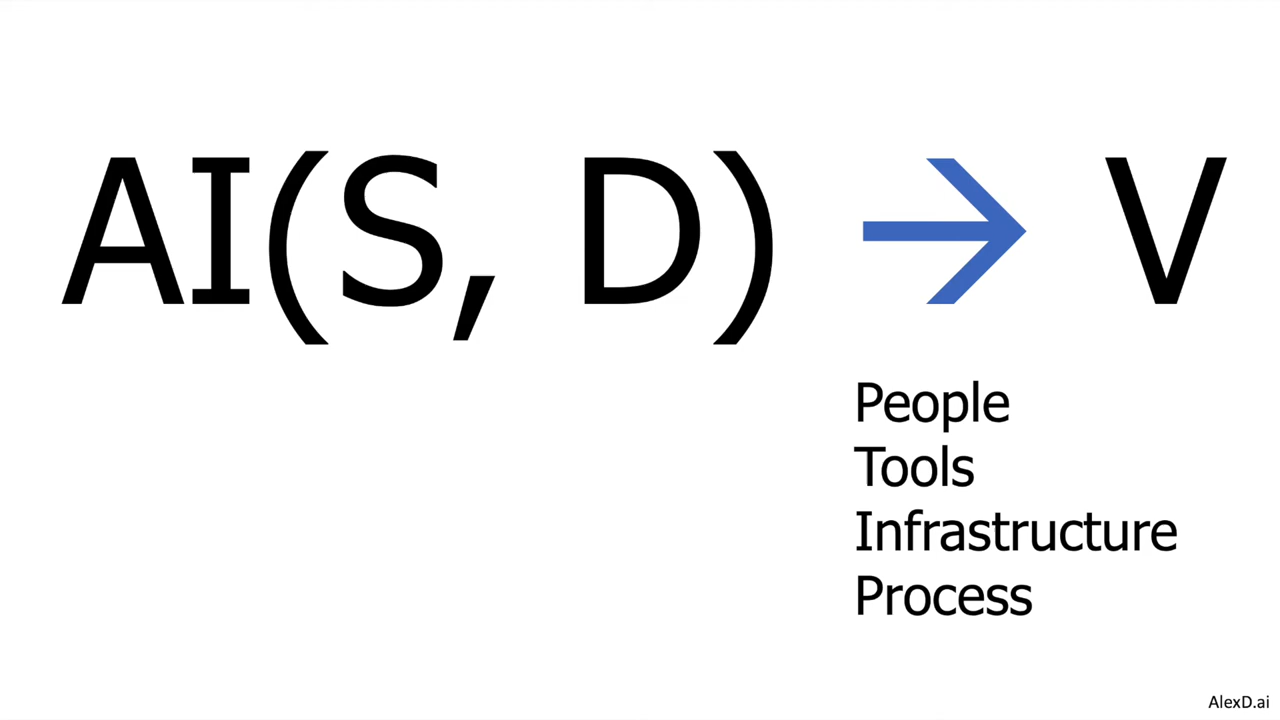 AI(S, D) → V
People
Tools
Infrastructure
Process
AlexD.ai